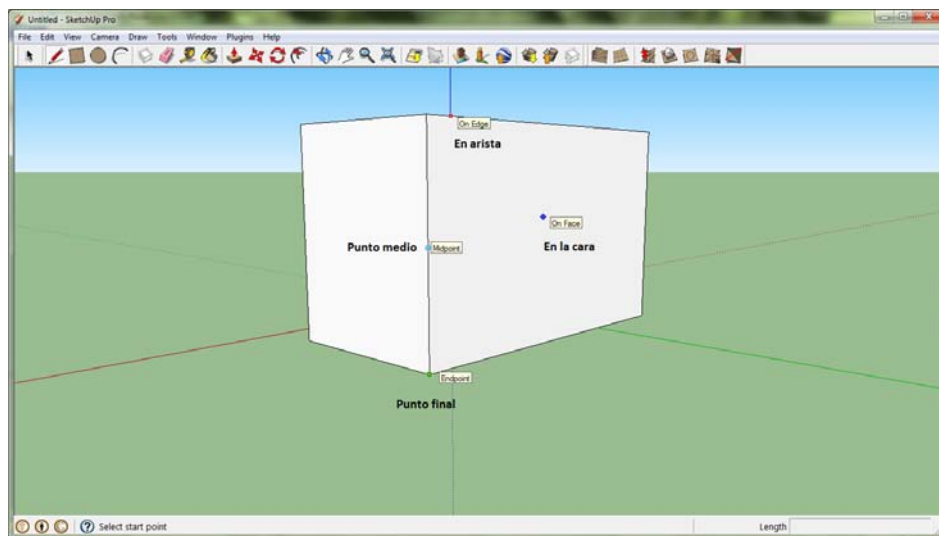 Untitled - SketchUp Pro
File Edit View Camera Draw Tools Window Plugins Help
On Edge
En arista
On Face
Punto medio
Midpoint
En la cara
Endpoint
Punto final
Select start point
Length